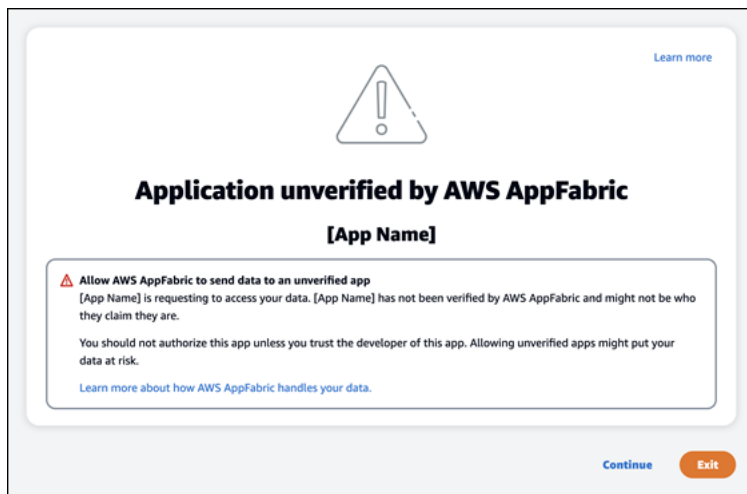 Learn more
Application unverified by AWS AppFabric
[App Name]
Allow AWS AppFabric to send data to an unverified app
[App Name] is requesting to access your data. [App Name] has not been verified by AWS AppFabric and might not be who
they claim they are.
You should not authorize this app unless you trust the developer of this app. Allowing unverified apps might put your
data at risk.
Learn more about how AWS AppFabric handles your data.
Continue
Exit